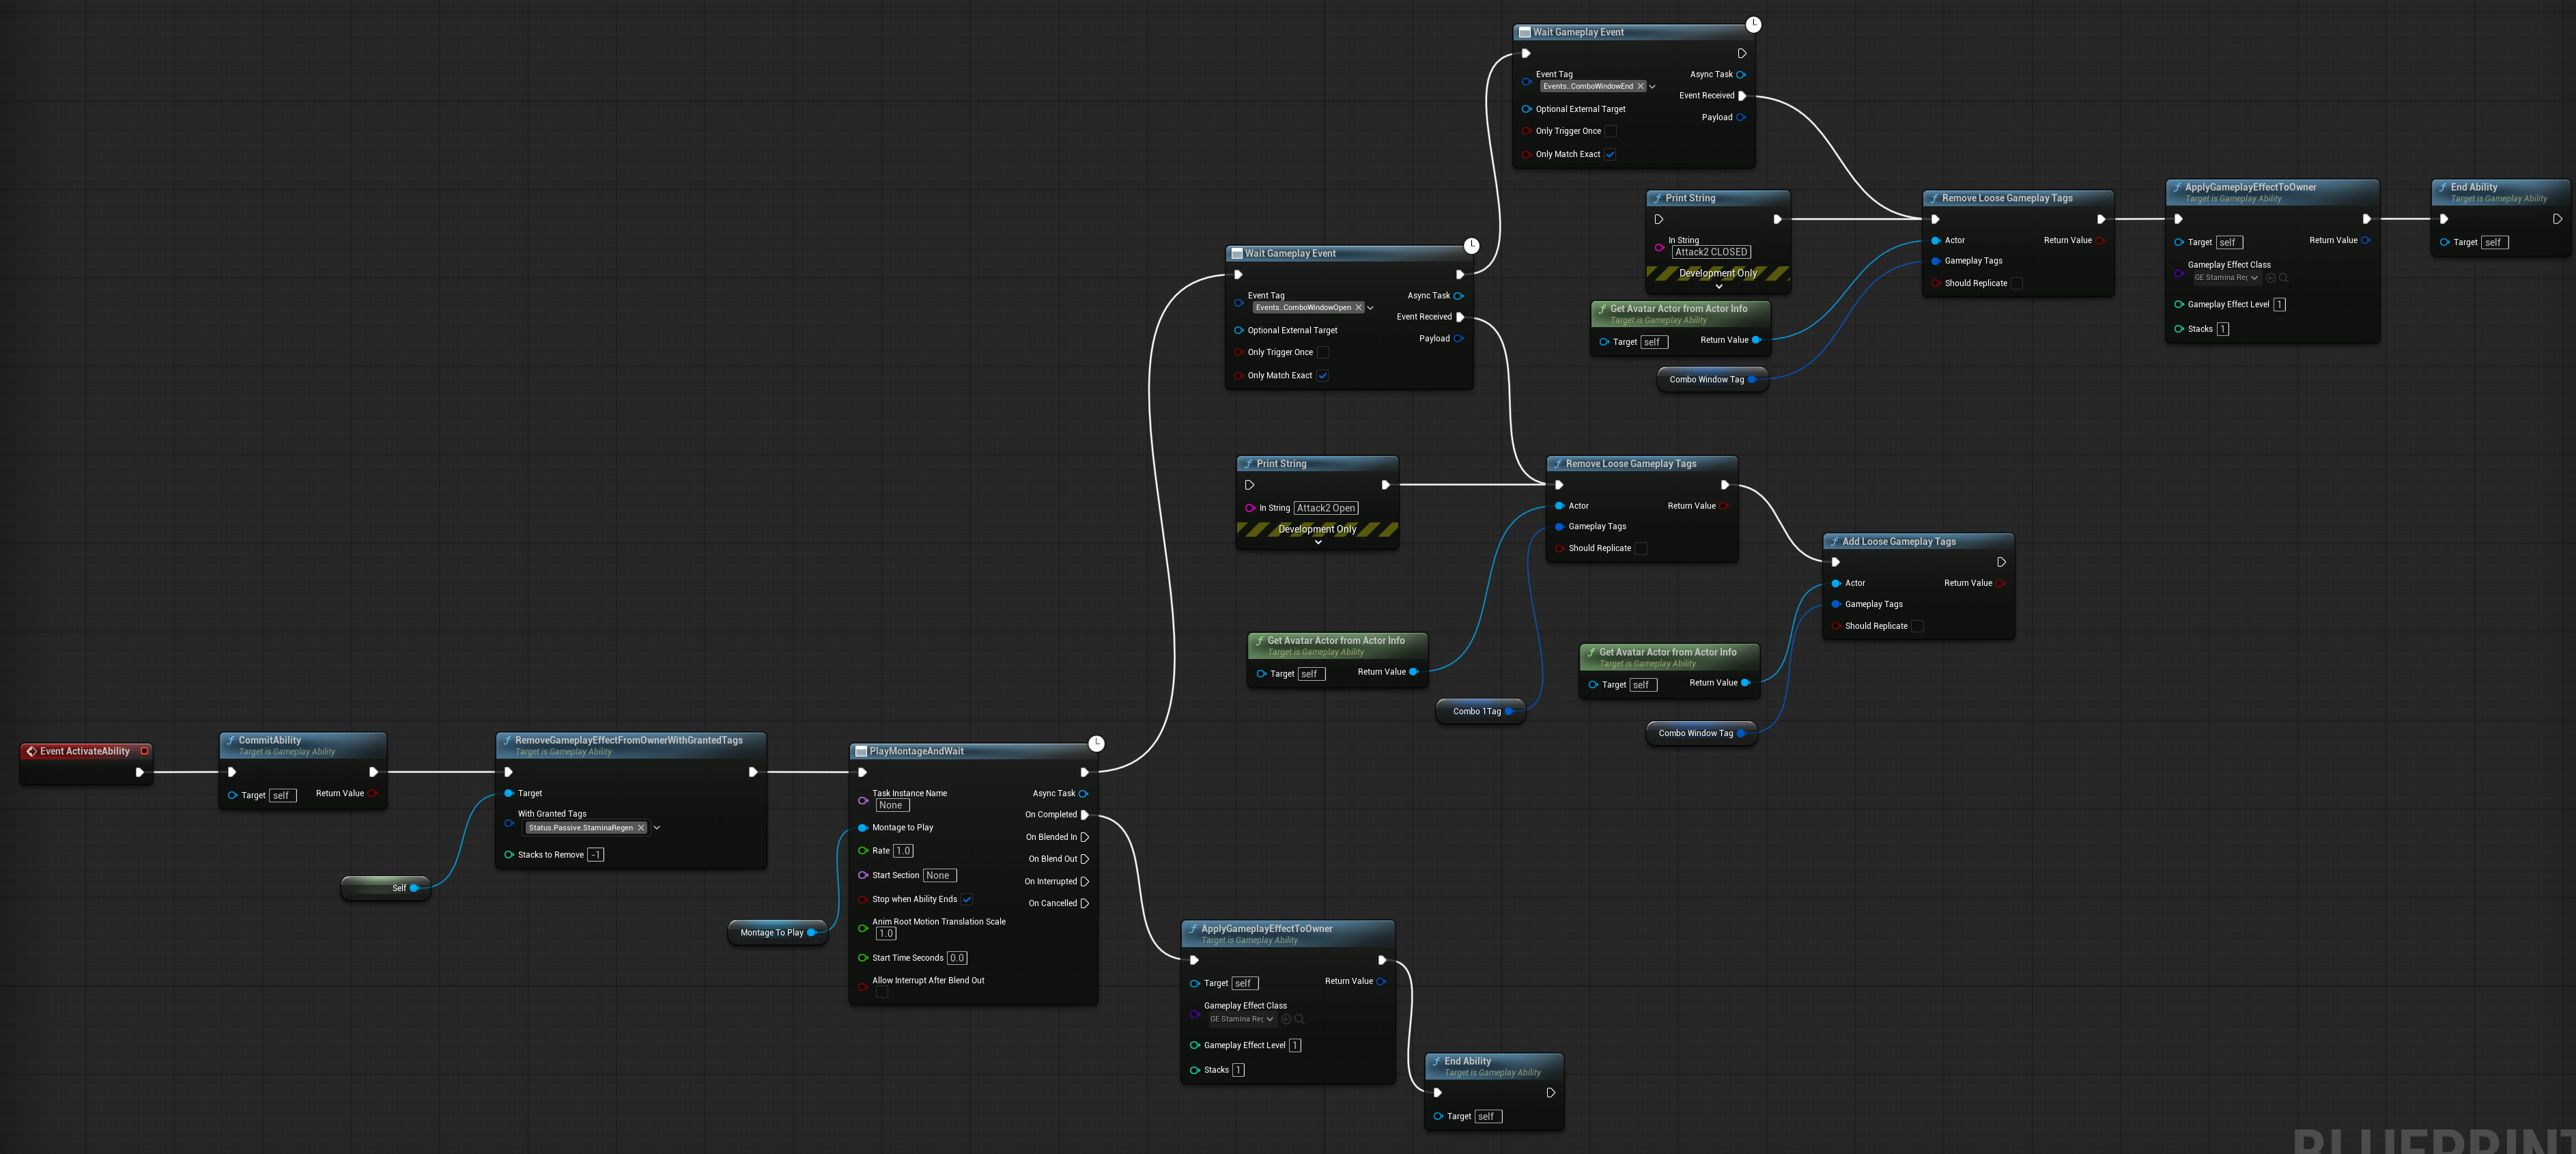 Wait Gameplay Event
Event Tag
Events..ComboWindowEnd
Async Task
Event Received
Optional External Target
Payload
Only Trigger Once
Only Match Exact
Print String
In String
Attack2 CLOSED
Development Only
Remove Loose Gameplay Tags
Actor
Return Value
Gameplay Tags
Should Replicate
ApplyGameplayEffectToOwner
Target is Gameplay Ability
Target self
Return Value
Gameplay Effect Class
GE Stamina Reg
Gameplay Effect Level 1
Stacks 1
End Ability
Target is Gameplay Ability
Target self
Get Avatar Actor from Actor Info
Target is Gameplay Ability
Target self
Return Value
Combo Window Tag
Wait Gameplay Event
Event Tag
Events..ComboWindowOpen
Async Task
Event Received
Optional External Target
Payload
Only Trigger Once
Only Match Exact
Print String
In String Attack2 Open
Development Only
Remove Loose Gameplay Tags
Actor
Return Value
Gameplay Tags
Should Replicate
Add Loose Gameplay Tags
Actor
Return Value
Gameplay Tags
Should Replicate
Get Avatar Actor from Actor Info
Target is Gameplay Ability
Target self
Return Value
Combo 1Tag
Get Avatar Actor from Actor Info
Target is Gameplay Ability
Target self
Return Value
Combo Window Tag
Event ActivateAbility
CommitAbility
Target is Gameplay Ability
Target self
Return Value
Self
RemoveGameplayEffectFromOwnerWithGrantedTags
Target is Gameplay Ability
Target
With Granted Tags
Status.Passive.StaminaRegen
Stacks to Remove -1
Montage To Play
PlayMontageAndWait
Task Instance Name
None
Async Task
On Completed
Montage to Play
On Blended In
Rate 1.0
On Blend Out
Start Section None
On Interrupted
Stop when Ability Ends
On Cancelled
Anim Root Motion Translation Scale
1.0
Start Time Seconds 0.0
Allow Interrupt After Blend Out
ApplyGameplayEffectToOwner
Target is Gameplay Ability
Target self
Return Value
Gameplay Effect Class
GE Stamina Reg
Gameplay Effect Level 1
Stacks 1
End Ability
Target is Gameplay Ability
Target self
BLUEPRINT